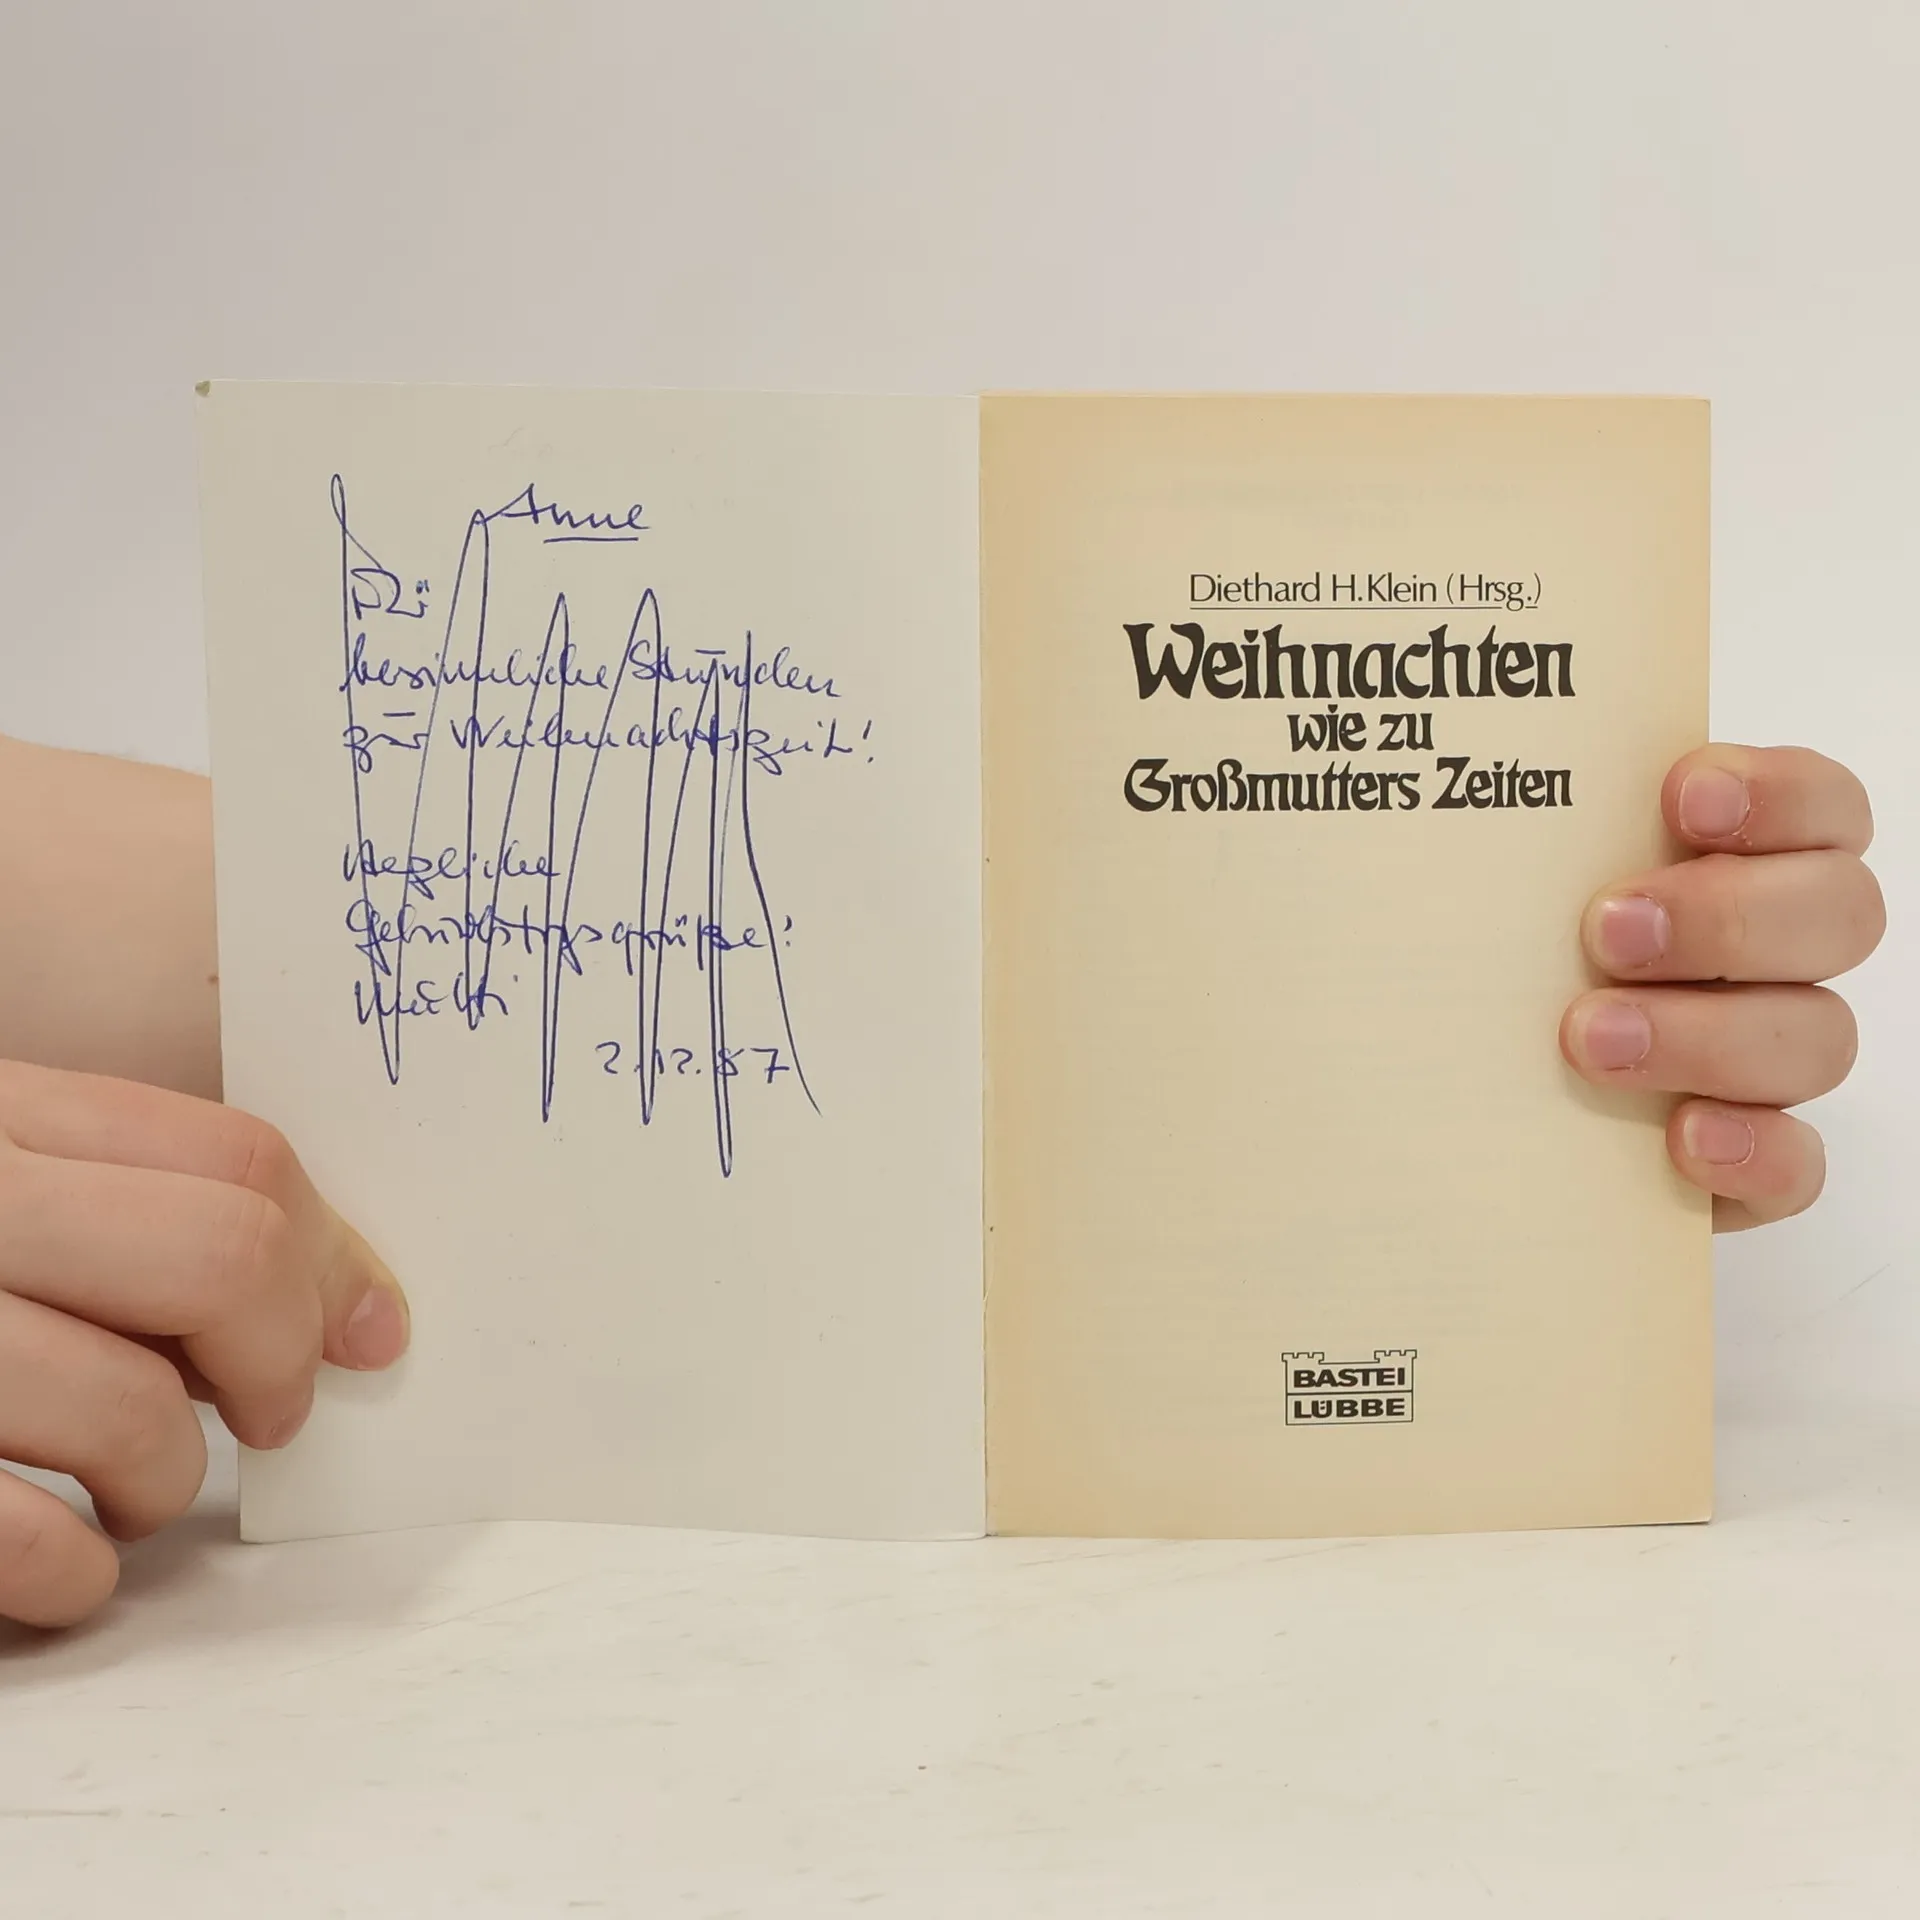 Anne
besinnliche Stunden
zur Weihnachtszeit!
Herzliche
Geburtstagsgrüße!
2.12.87
Diethard H. Klein (Hrsg.)
Weihnachten
wie zu
Großmutters Zeiten
BASTEI
LÜBBE